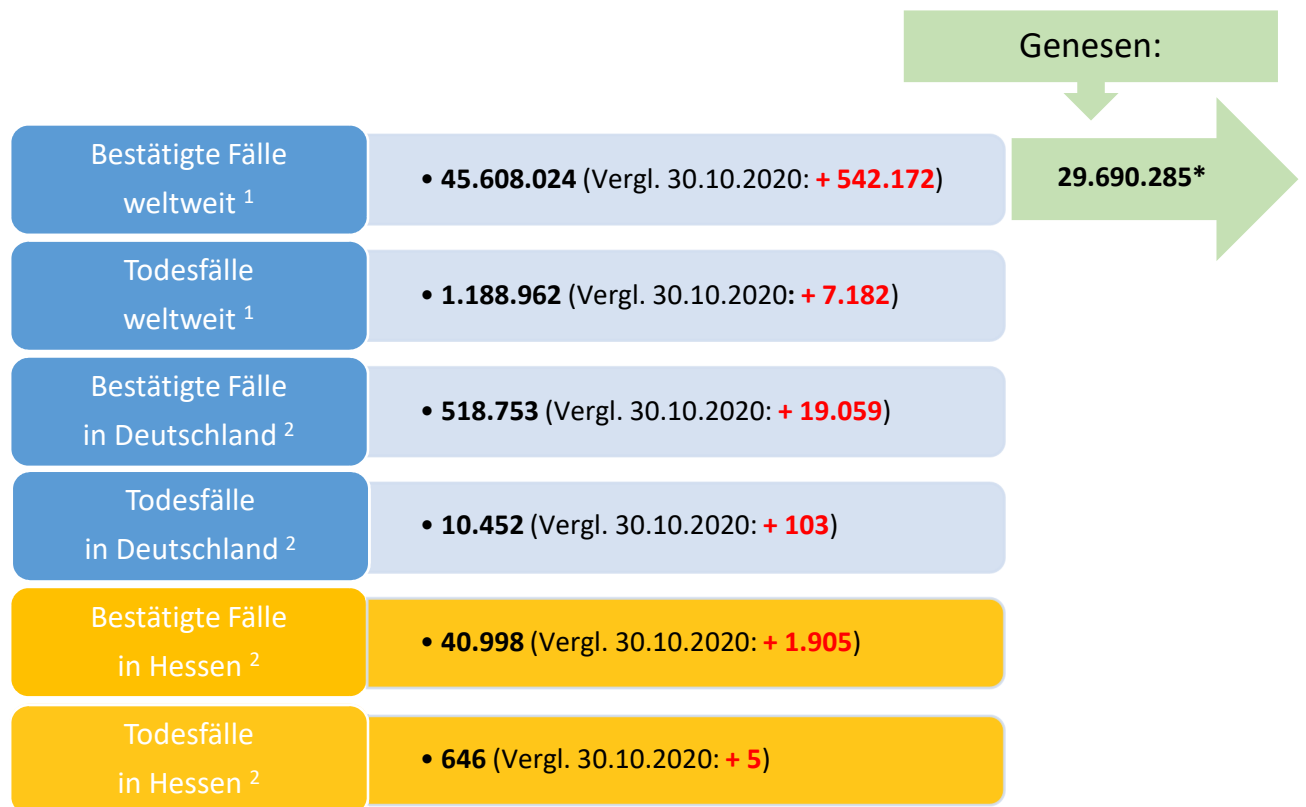 Genesen:
Bestätigte Fälle
weltweit ¹
• 45.608.024 (Vergl. 30.10.2020: + 542.172)
29.690.285*
Todesfälle
weltweit ¹
• 1.188.962 (Vergl. 30.10.2020: + 7.182)
Bestätigte Fälle
in Deutschland ²
• 518.753 (Vergl. 30.10.2020: + 19.059)
Todesfälle
in Deutschland ²
• 10.452 (Vergl. 30.10.2020: + 103)
Bestätigte Fälle
in Hessen ²
• 40.998 (Vergl. 30.10.2020: + 1.905)
Todesfälle
in Hessen ²
• 646 (Vergl. 30.10.2020: + 5)